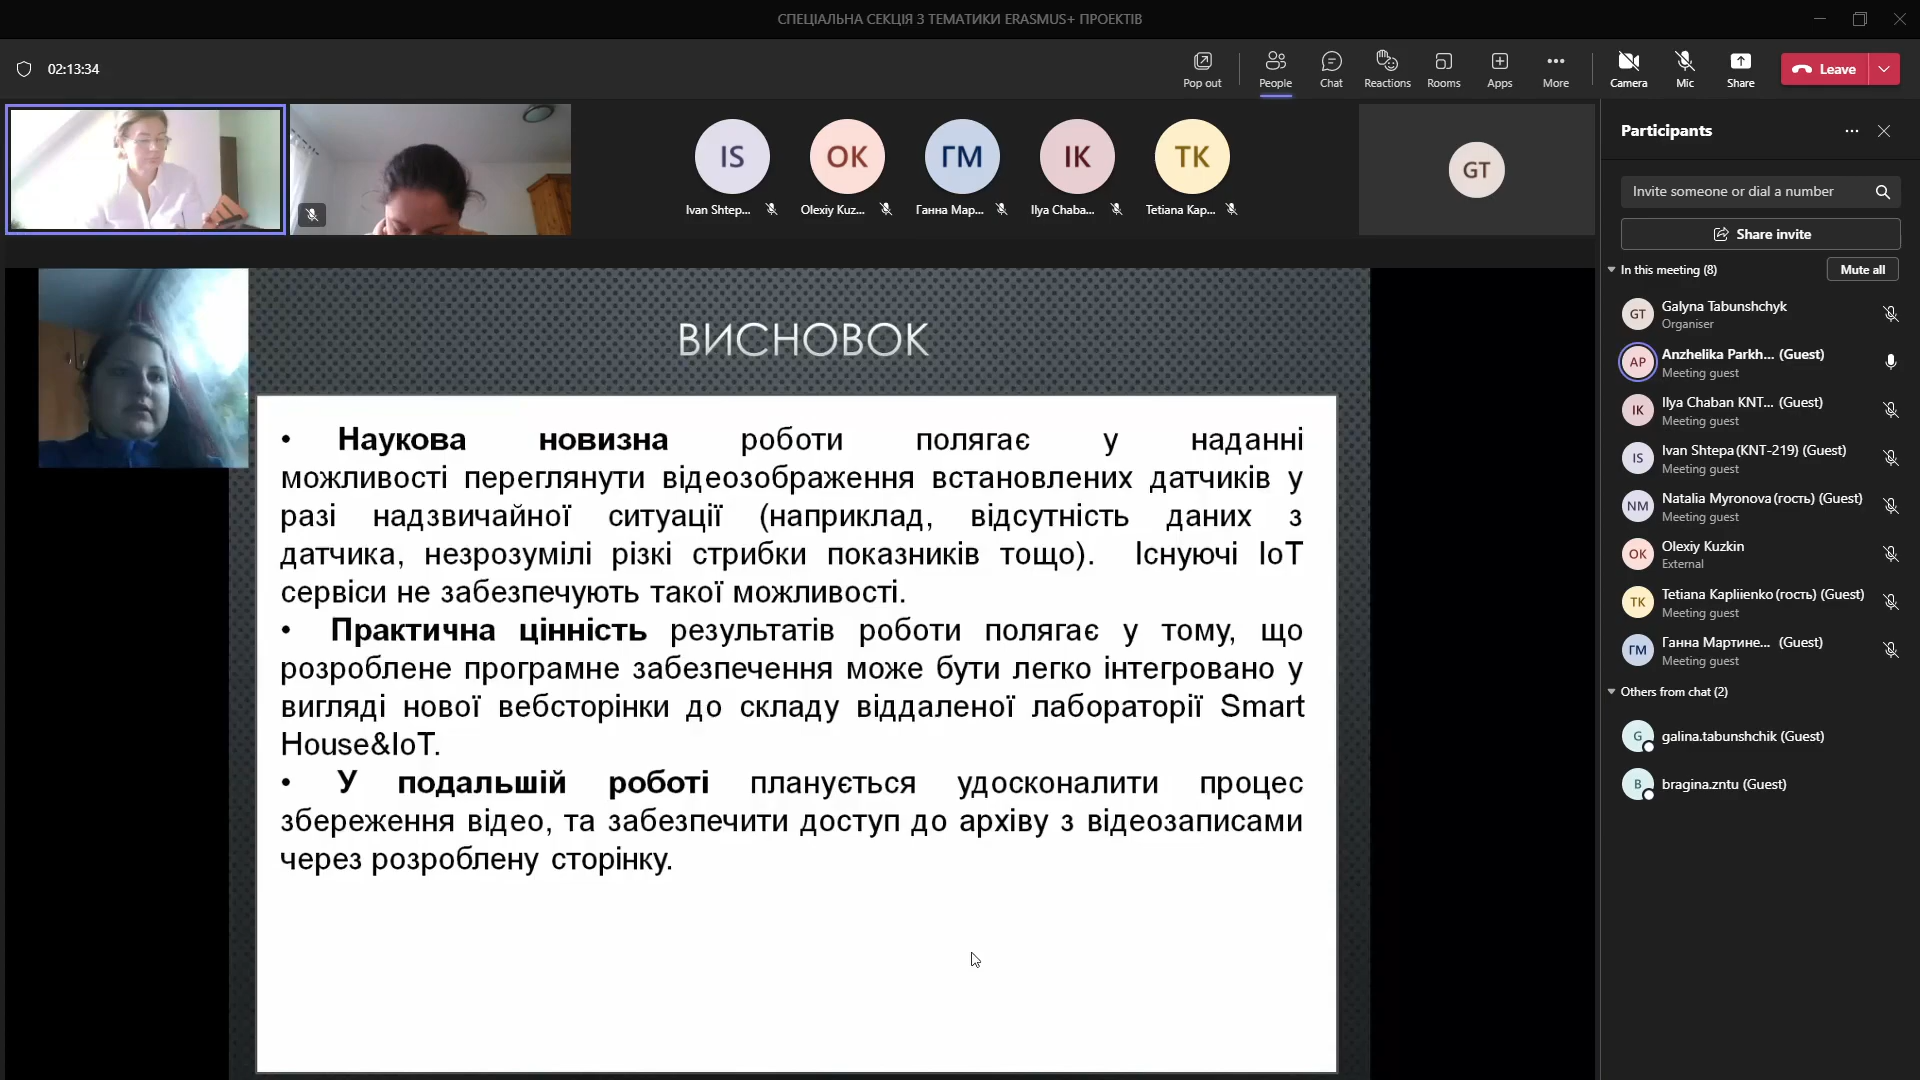 СПЕЦІАЛЬНА СЕКЦІЯ З ТЕМАТИКИ ERASMUS+ ПРОЕКТІВ
02:13:34
Pop out
People
Chat
Reactions
Rooms
Apps
More
Camera
Mic
Share
Leave
IS
OK
ГМ
IK
TK
GT
Ivan Shtep...
Olexiy Kuz...
Ганна Мар...
Ilya Chaba...
Tetiana Kap...
ВИСНОВОК
• Наукова новизна роботи полягає у наданні
можливості переглянути відеозображення встановлених датчиків у
разі надзвичайної ситуації (наприклад, відсутність даних з
датчика, незрозумілі різкі стрибки показників тощо). Існуючі IoT
сервіси не забезпечують такої можливості.
• Практична цінність результатів роботи полягає у тому, що
розроблене програмне забезпечення може бути легко інтегровано у
вигляді нової вебсторінки до складу віддаленої лабораторії Smart
House&IoT.
• У подальшій роботі планується удосконалити процес
збереження відео, та забезпечити доступ до архіву з відеозаписами
через розроблену сторінку.
Participants
Invite someone or dial a number
Share invite
In this meeting (8)
Mute all
GT
Galyna Tabunshchyk
Organiser
AP
Anzhelika Parkh... (Guest)
Meeting guest
IK
Ilya Chaban KNT... (Guest)
Meeting guest
IS
Ivan Shtepa(KNT-219) (Guest)
Meeting guest
NM
Natalia Myronova(гость) (Guest)
Meeting guest
OK
Olexiy Kuzkin
External
TK
Tetiana Kapliienko(гость) (Guest)
Meeting guest
ГМ
Ганна Мартине... (Guest)
Meeting guest
Others from chat (2)
G
galina.tabunshchik (Guest)
B
bragina.zntu (Guest)